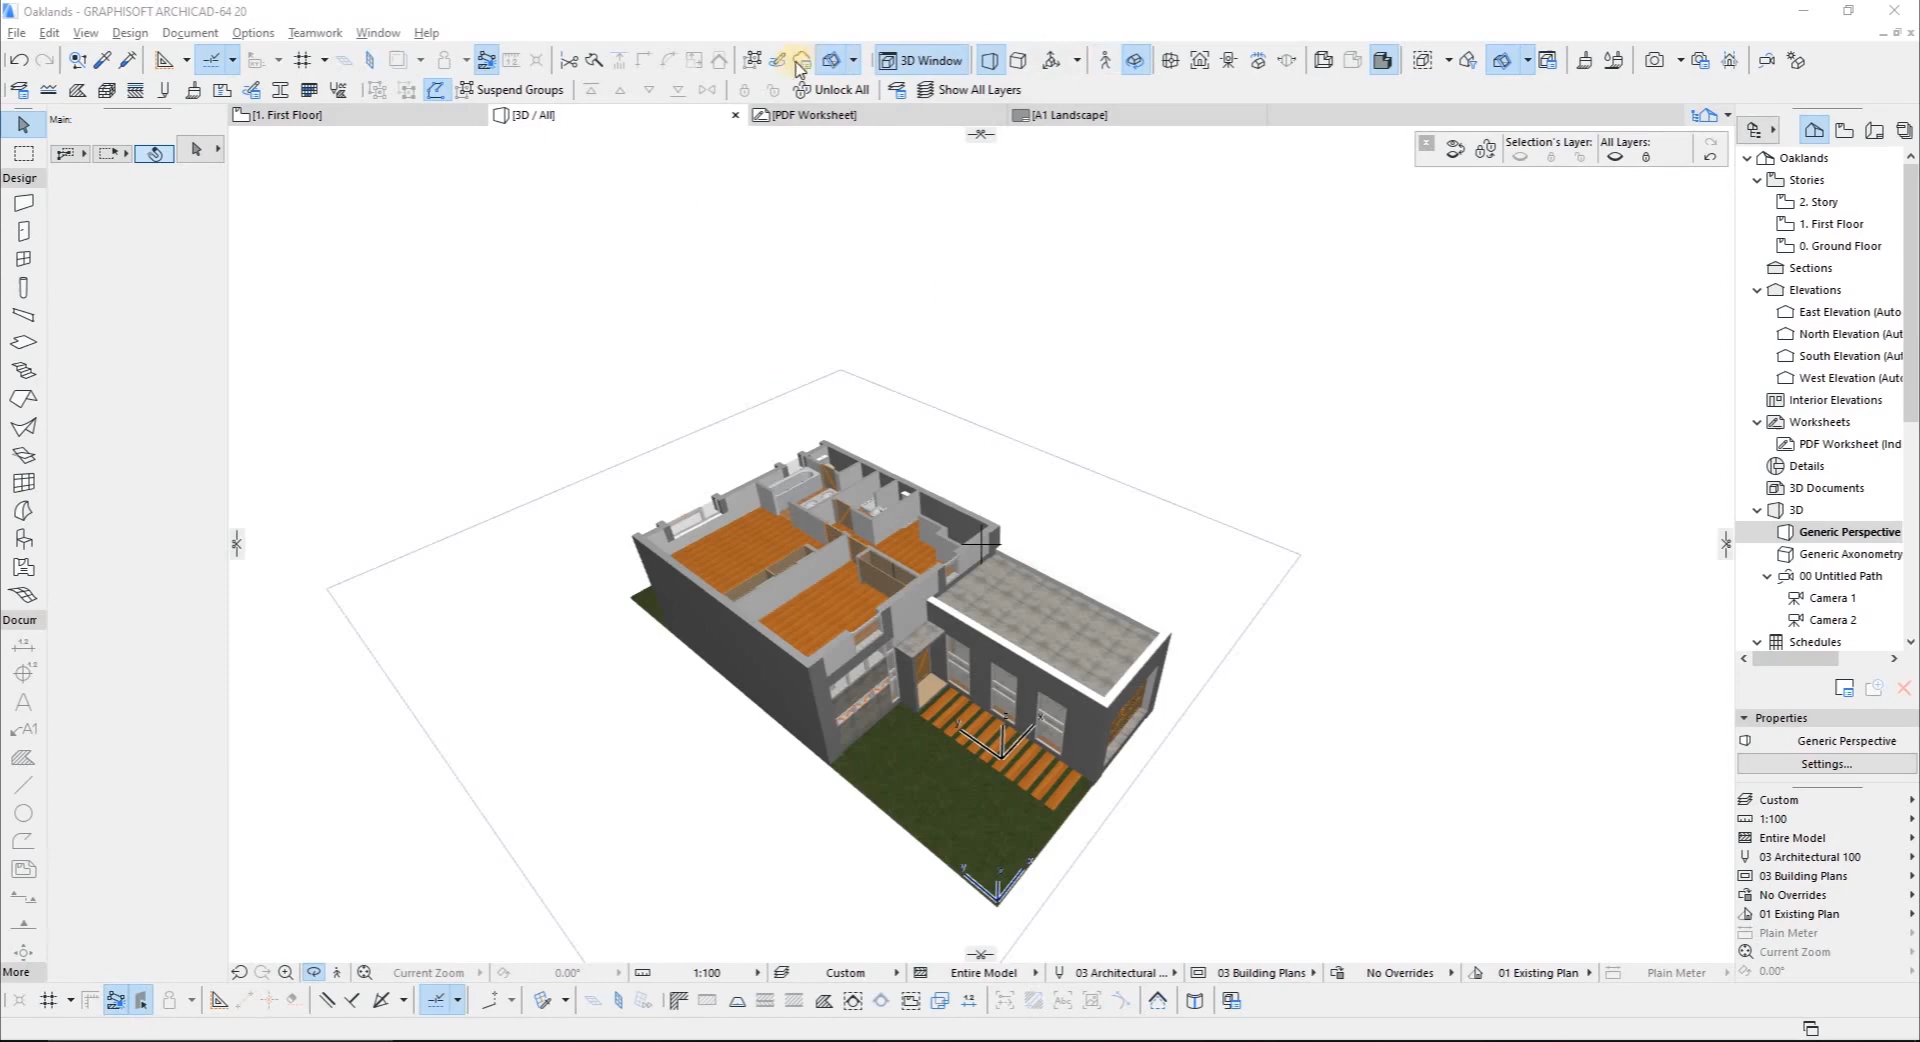 Oaklands - GRAPHISOFT ARCHICAD-64 20
File Edit View Design Document Options Teamwork Window Help
3D Window
Suspend Groups
Unlock All
Show All Layers
Main:
[1. First Floor]
[3D / All]
[PDF Worksheet]
[A1 Landscape]
Selection's Layer:
All Layers:
Desigr
Docum
More
Oaklands
Stories
2. Story
1. First Floor
0. Ground Floor
Sections
Elevations
East Elevation (Auto
North Elevation (Aut
South Elevation (Aut
West Elevation (Auto
Interior Elevations
Worksheets
PDF Worksheet (Ind
Details
3D Documents
3D
Generic Perspective
Generic Axonometry
00 Untitled Path
Camera 1
Camera 2
Schedules
Properties
Generic Perspective
Settings...
Custom
1:100
Entire Model
03 Architectural 100
03 Building Plans
No Overrides
01 Existing Plan
Plain Meter
Current Zoom
0.00°
Current Zoom
0.00°
1:100
Custom
Entire Model
03 Architectural ...
03 Building Plans
No Overrides
01 Existing Plan
Plain Meter